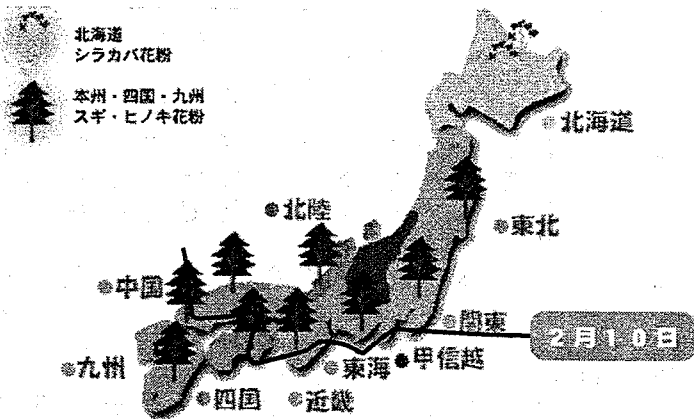 北海道
シラカバ花粉
本州・四国・九州
スギ・ヒノキ花粉
北海道
北陸
東北
中国
関東
2月10日
九州
東海
甲信越
四国
近畿